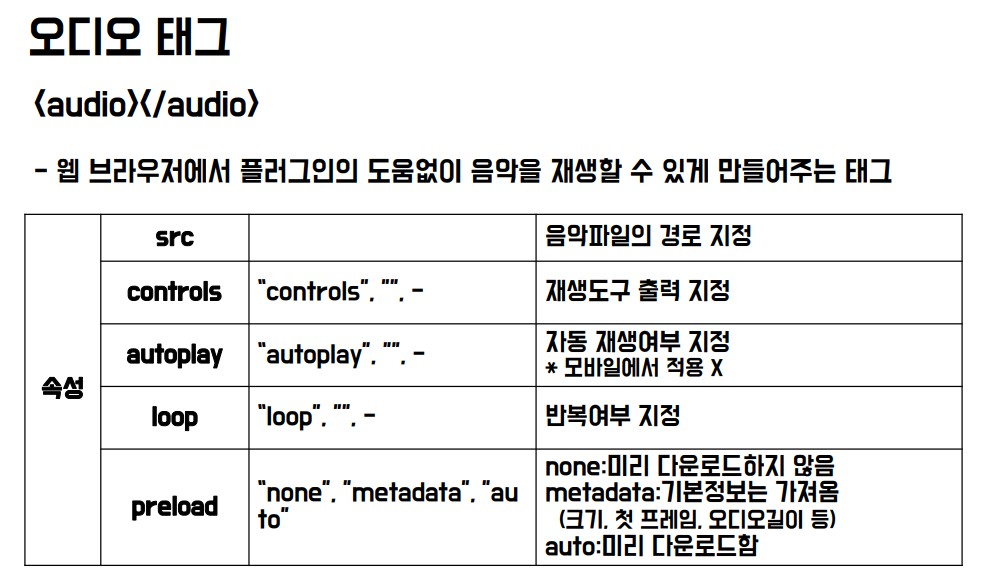 오디오 태그
<audio></audio>
- 웹 브라우저에서 플러그인의 도움없이 음악을 재생할 수 있게 만들어주는 태그
속성
src
음악파일의 경로 지정
controls
“controls”, “”, -
재생도구 출력 지정
autoplay
“autoplay”, “”, -
자동 재생여부 지정
* 모바일에서 적용 X
loop
“loop”, “”, -
반복여부 지정
preload
“none”, ”metadata”, ”au
to”
none:미리 다운로드하지 않음
metadata:기본정보는 가져옴
(크기, 첫 프레임, 오디오길이 등)
auto:미리 다운로드함